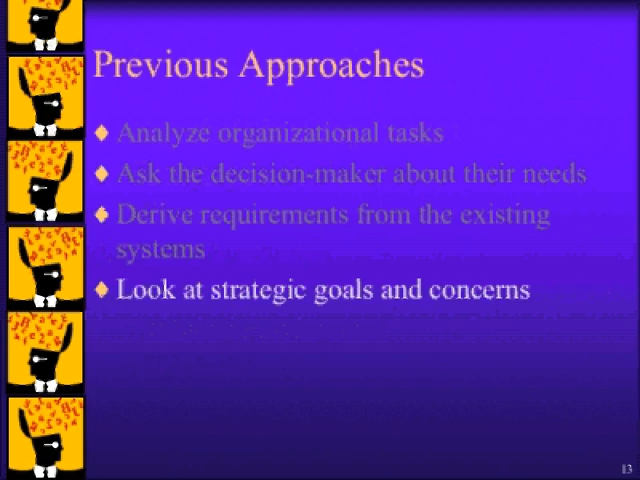 Previous Approaches
Analyze organizational tasks
Ask the decision-maker about their needs
Derive requirements from the existing
systems
Look at strategic goals and concerns
13